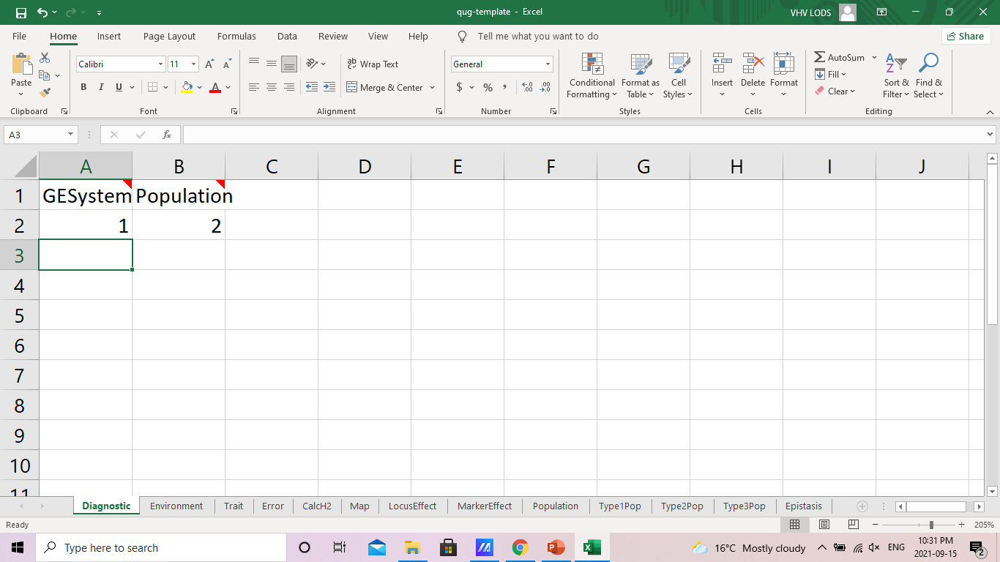 qug-template - Excel
VHV LODS
File Home Insert Page Layout Formulas Data Review View Help Tell me what you want to do Share
Paste
Calibri 11
B I U A A A
ab Wrap Text
Merge & Center
General
$ % ,
Conditional Formatting
Format as Table
Cell Styles
Insert Delete Format
AutoSum
Fill
Clear
Sort & Filter
Find & Select
Clipboard Font Alignment Number Styles Cells Editing
A3 fx
A B C D E F G H I J
1 GESystem Population
2 1 2
3
4
5
6
7
8
9
10
11
Diagnostic Environment Trait Error CalcH2 Map LocusEffect MarkerEffect Population Type1Pop Type2Pop Type3Pop Epistasis
Ready 205%
Type here to search 16°C Mostly cloudy ENG 10:31 PM
2021-09-15 2